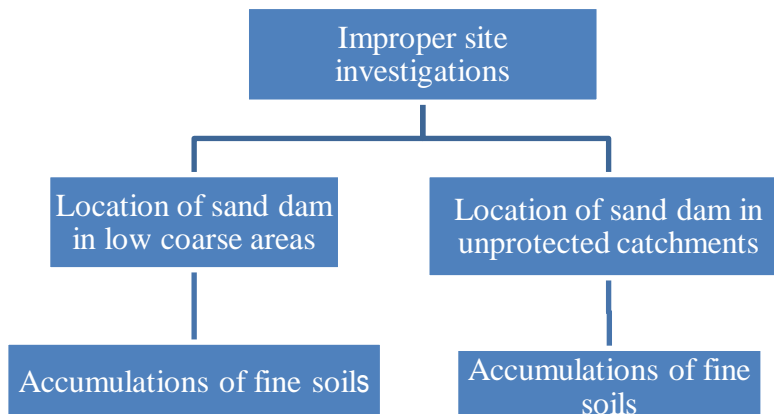 Improper site
investigations
Location of sand dam
in low coarse areas
Location of sand dam in
unprotected catchments
Accumulations of fine soils
Accumulations of fine
soils